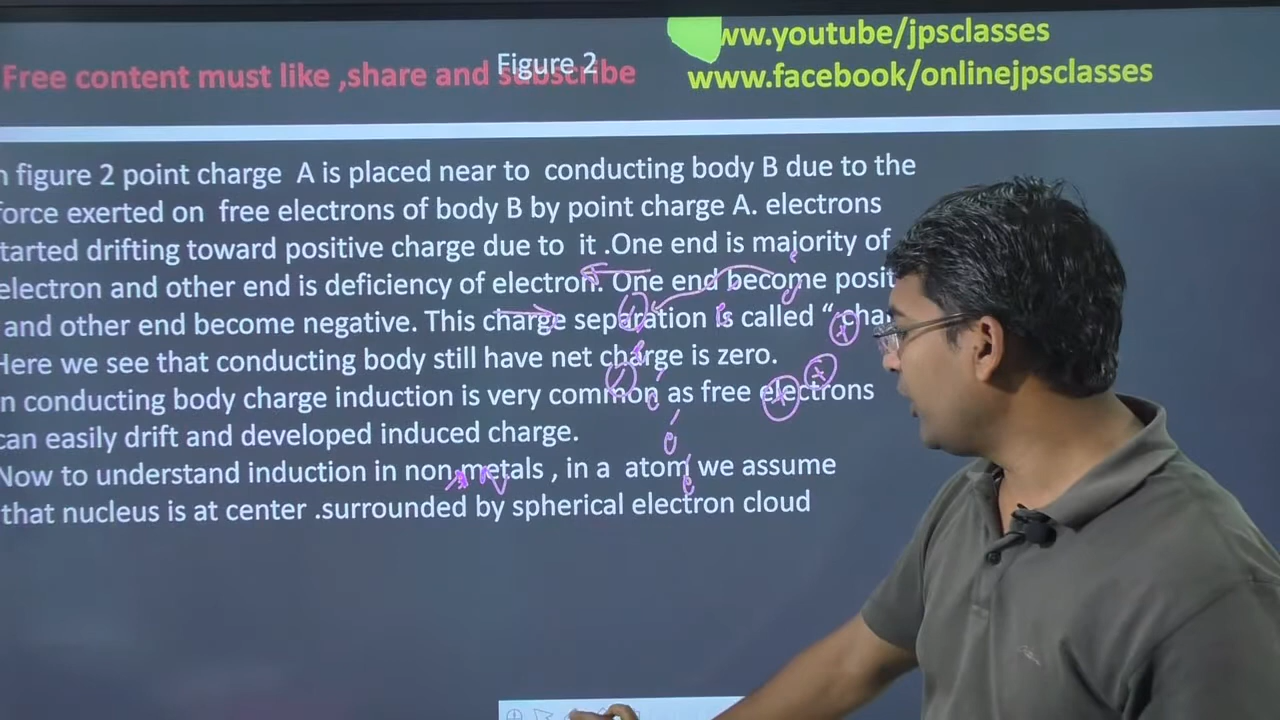 ww.youtube/jpsclasses
Figure 2
Free content must like ,share and subscribe
www.facebook/onlinejpsclasses
figure 2 point charge A is placed near to conducting body B due to the
force exerted on free electrons of body B by point charge A. electrons
tarted drifting toward positive charge due to it .One end is majority of
electron and other end is deficiency of electron. One end become posit
and other end become negative. This charge separation is called “ cha
Here we see that conducting body still have net charge is zero.
n conducting body charge induction is very common as free electrons
can easily drift and developed induced charge.
Now to understand induction in non metals , in a atom we assume
that nucleus is at center .surrounded by spherical electron cloud